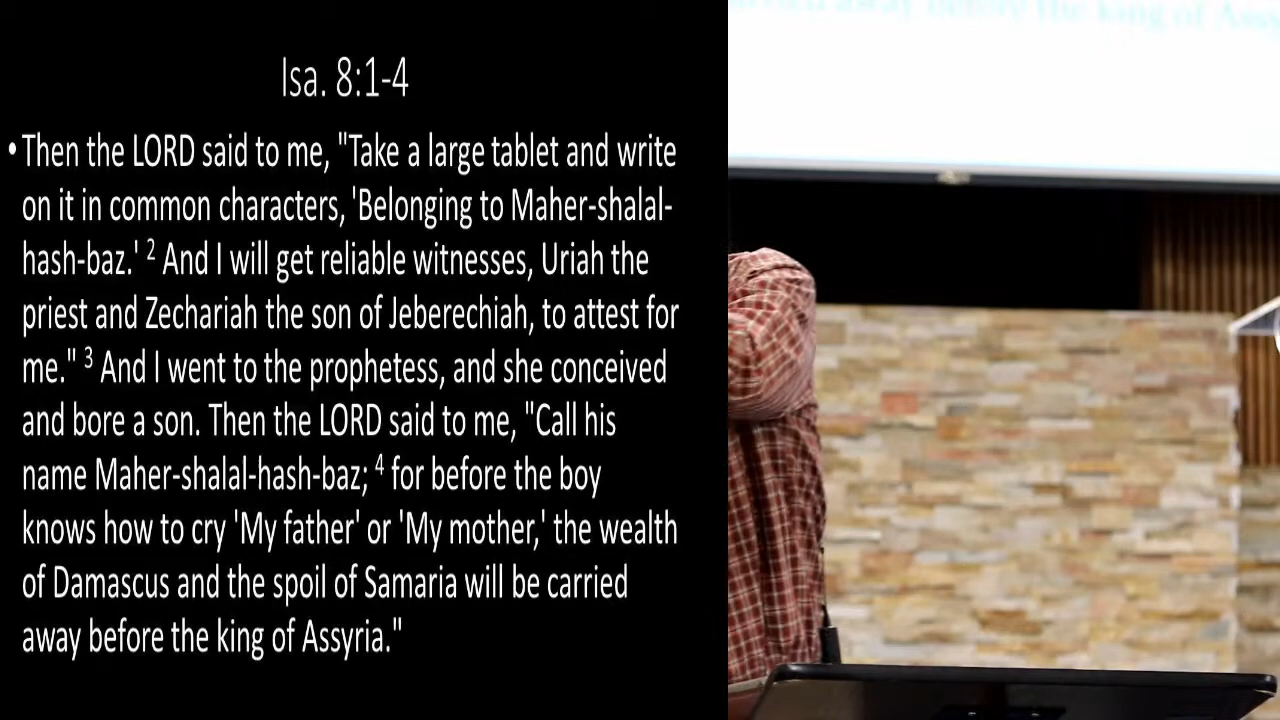 Isa. 8:1-4
• Then the LORD said to me, "Take a large tablet and write
on it in common characters, 'Belonging to Maher-shalal-
hash-baz.' 2 And I will get reliable witnesses, Uriah the
priest and Zechariah the son of Jeberechiah, to attest for
me." 3 And I went to the prophetess, and she conceived
and bore a son. Then the LORD said to me, "Call his
name Maher-shalal-hash-baz; 4 for before the boy
knows how to cry 'My father' or 'My mother,' the wealth
of Damascus and the spoil of Samaria will be carried
away before the king of Assyria."
away before the king of